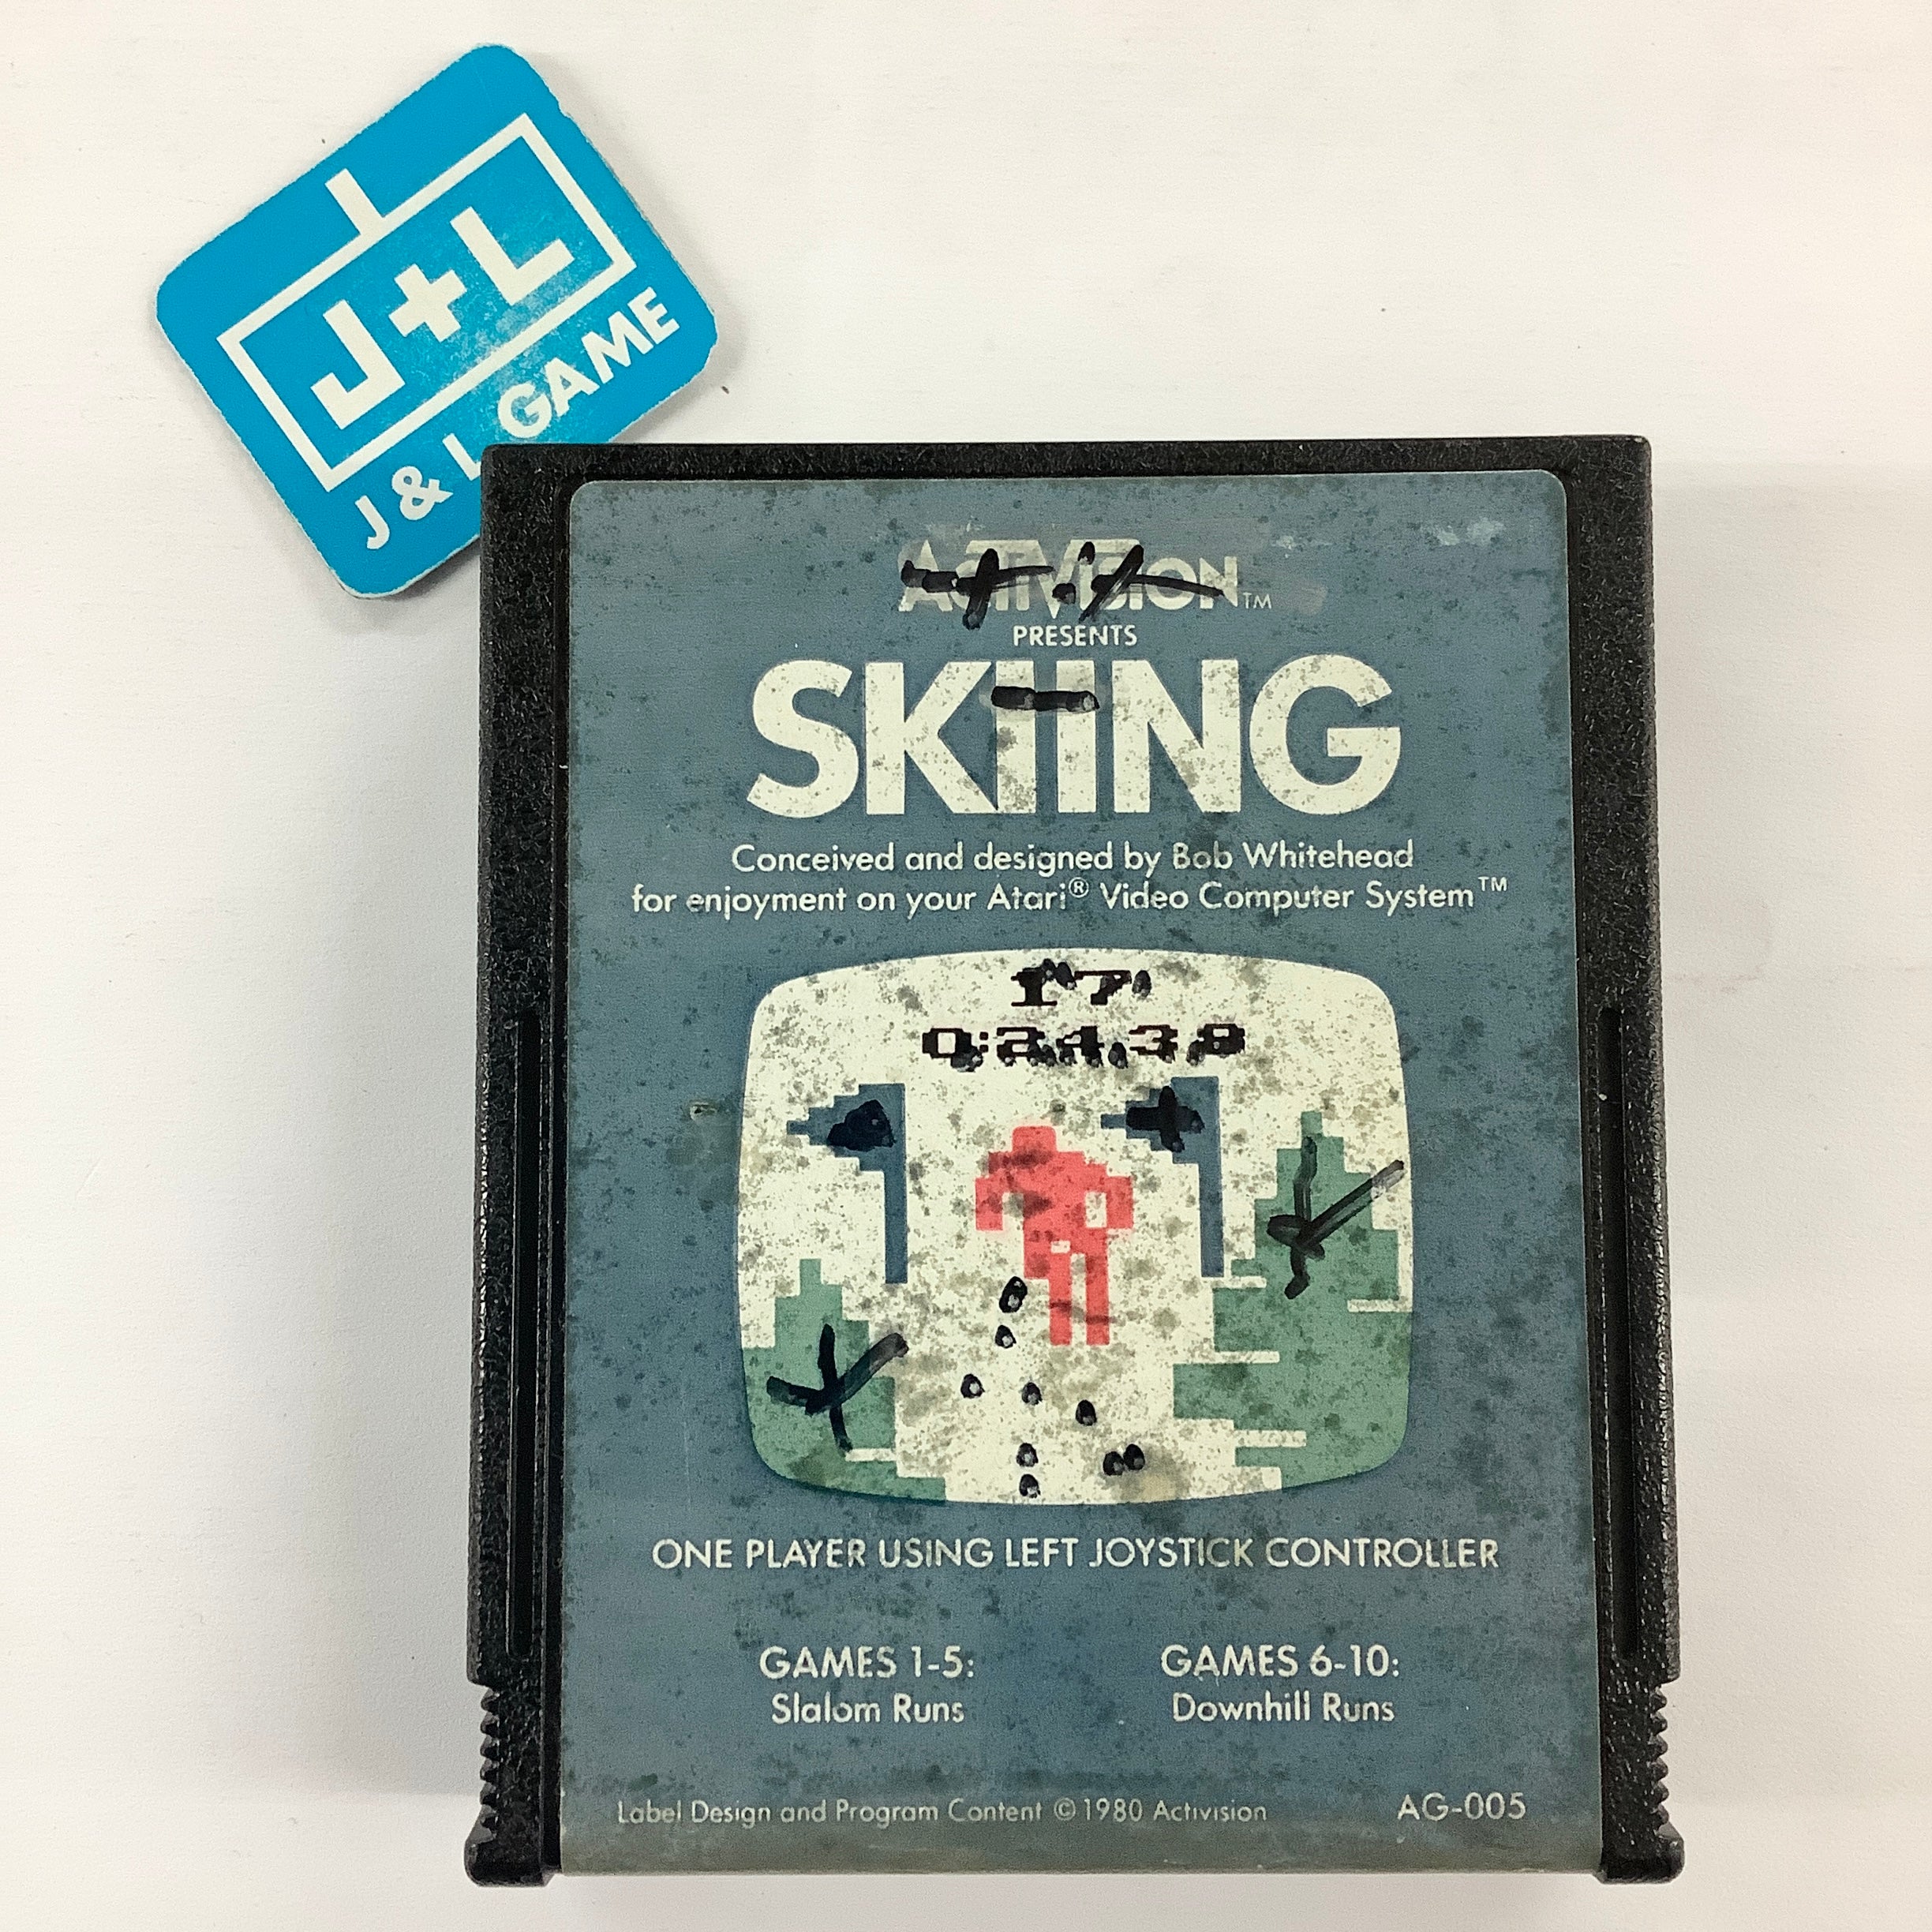 J+L
J & L GAME
ACTIVISION™
PRESENTS
SKIING
Conceived and designed by Bob Whitehead
for enjoyment on your Atari® Video Computer System™
17
0:24.38
ONE PLAYER USING LEFT JOYSTICK CONTROLLER
GAMES 1-5:
Slalom Runs
GAMES 6-10:
Downhill Runs
Label Design and Program Content © 1980 Activision
AG-005